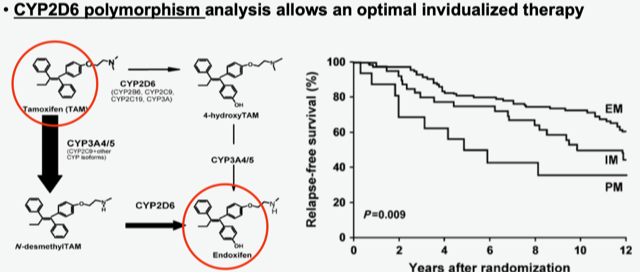 • CYP2D6 polymorphism analysis allows an optimal invidualized therapy
Tamoxifen (TAM)
CYP2D6
(CYP2B6, CYP2C9,
CYP2C19, CYP3A)
4-hydroxyTAM
CYP3A4/5
(CYP2C9+other
CYP isoforms)
CYP3A4/5
N-desmethylTAM
CYP2D6
Endoxifen
N
OH
N
H
N
H
OH
Relapse-free survival (%)
100
80
60
40
20
0
EM
IM
PM
P=0.009
0 2 4 6 8 10 12
Years after randomization